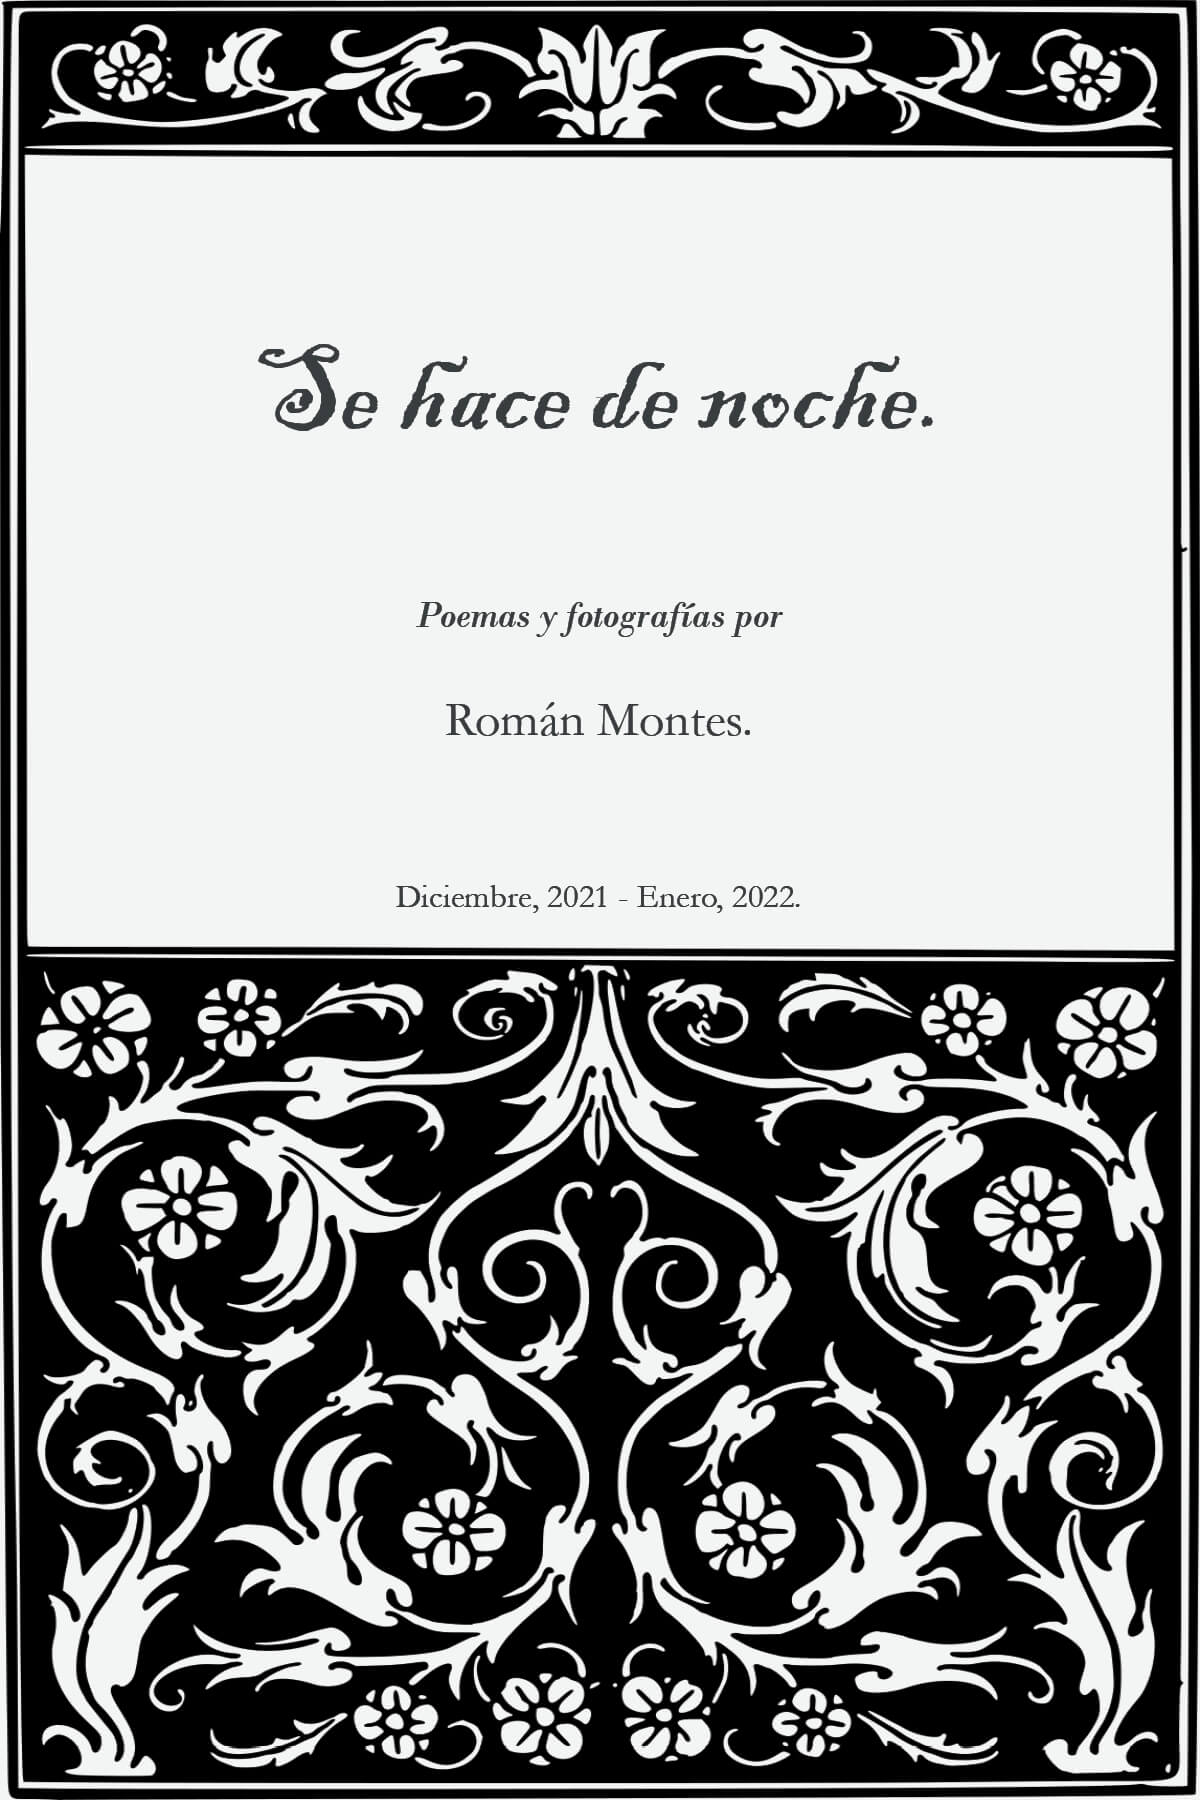 Se hace de noche.
Poemas y fotografías por
Román Montes.
Diciembre, 2021 - Enero, 2022.